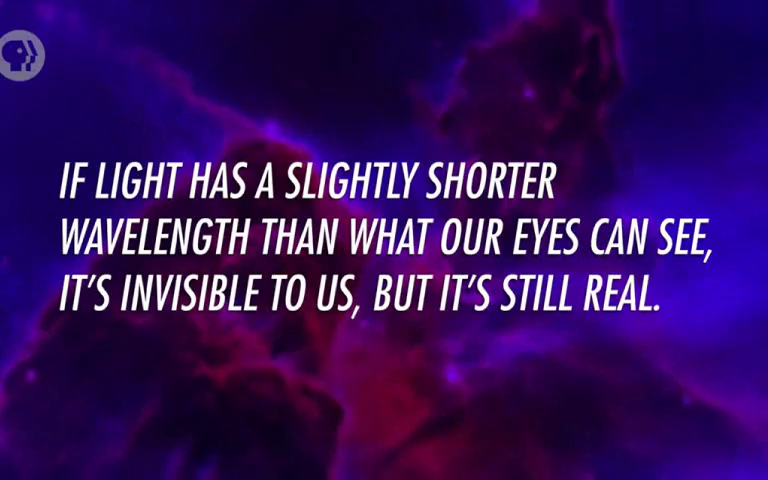 IF LIGHT HAS A SLIGHTLY SHORTER
WAVELENGTH THAN WHAT OUR EYES CAN SEE,
IT'S INVISIBLE TO US, BUT IT'S STILL REAL.